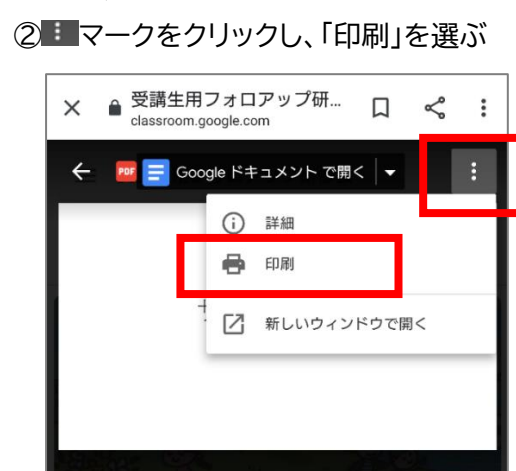 ②マークをクリックし、「印刷」を選ぶ
受講生用フォロアップ研...
classroom.google.com
PDF Google ドキュメント で開く
詳細
印刷
新しいウィンドウで開く